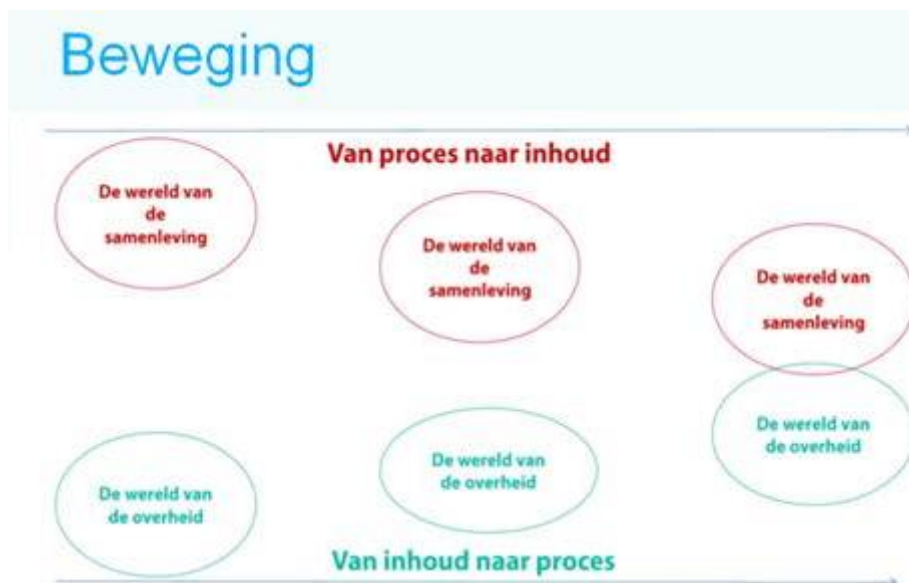 Beweging
Van proces naar inhoud
De wereld van
de
samenleving
De wereld van
de
samenleving
De wereld van
de
samenleving
De wereld van
de overheid
De wereld van
de overheid
De wereld van
de overheid
Van inhoud naar proces